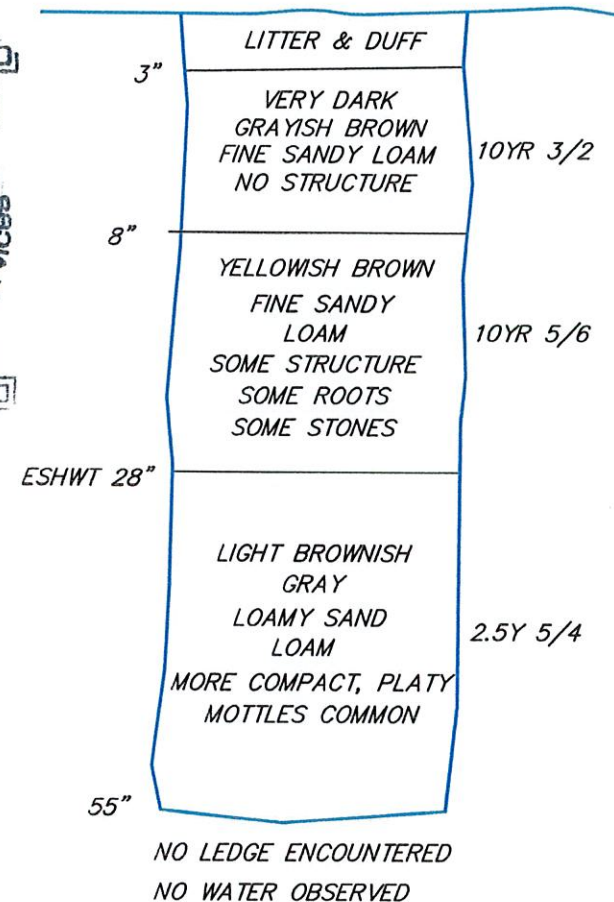 LITTER & DUFF
3"
VERY DARK
GRAYISH BROWN
FINE SANDY LOAM
NO STRUCTURE
10YR 3/2
8"
YELLOWISH BROWN
FINE SANDY
LOAM
SOME STRUCTURE
SOME ROOTS
SOME STONES
10YR 5/6
ESHWT 28"
LIGHT BROWNISH
GRAY
LOAMY SAND
LOAM
MORE COMPACT, PLATY
MOTTLES COMMON
2.5Y 5/4
55"
NO LEDGE ENCOUNTERED
NO WATER OBSERVED